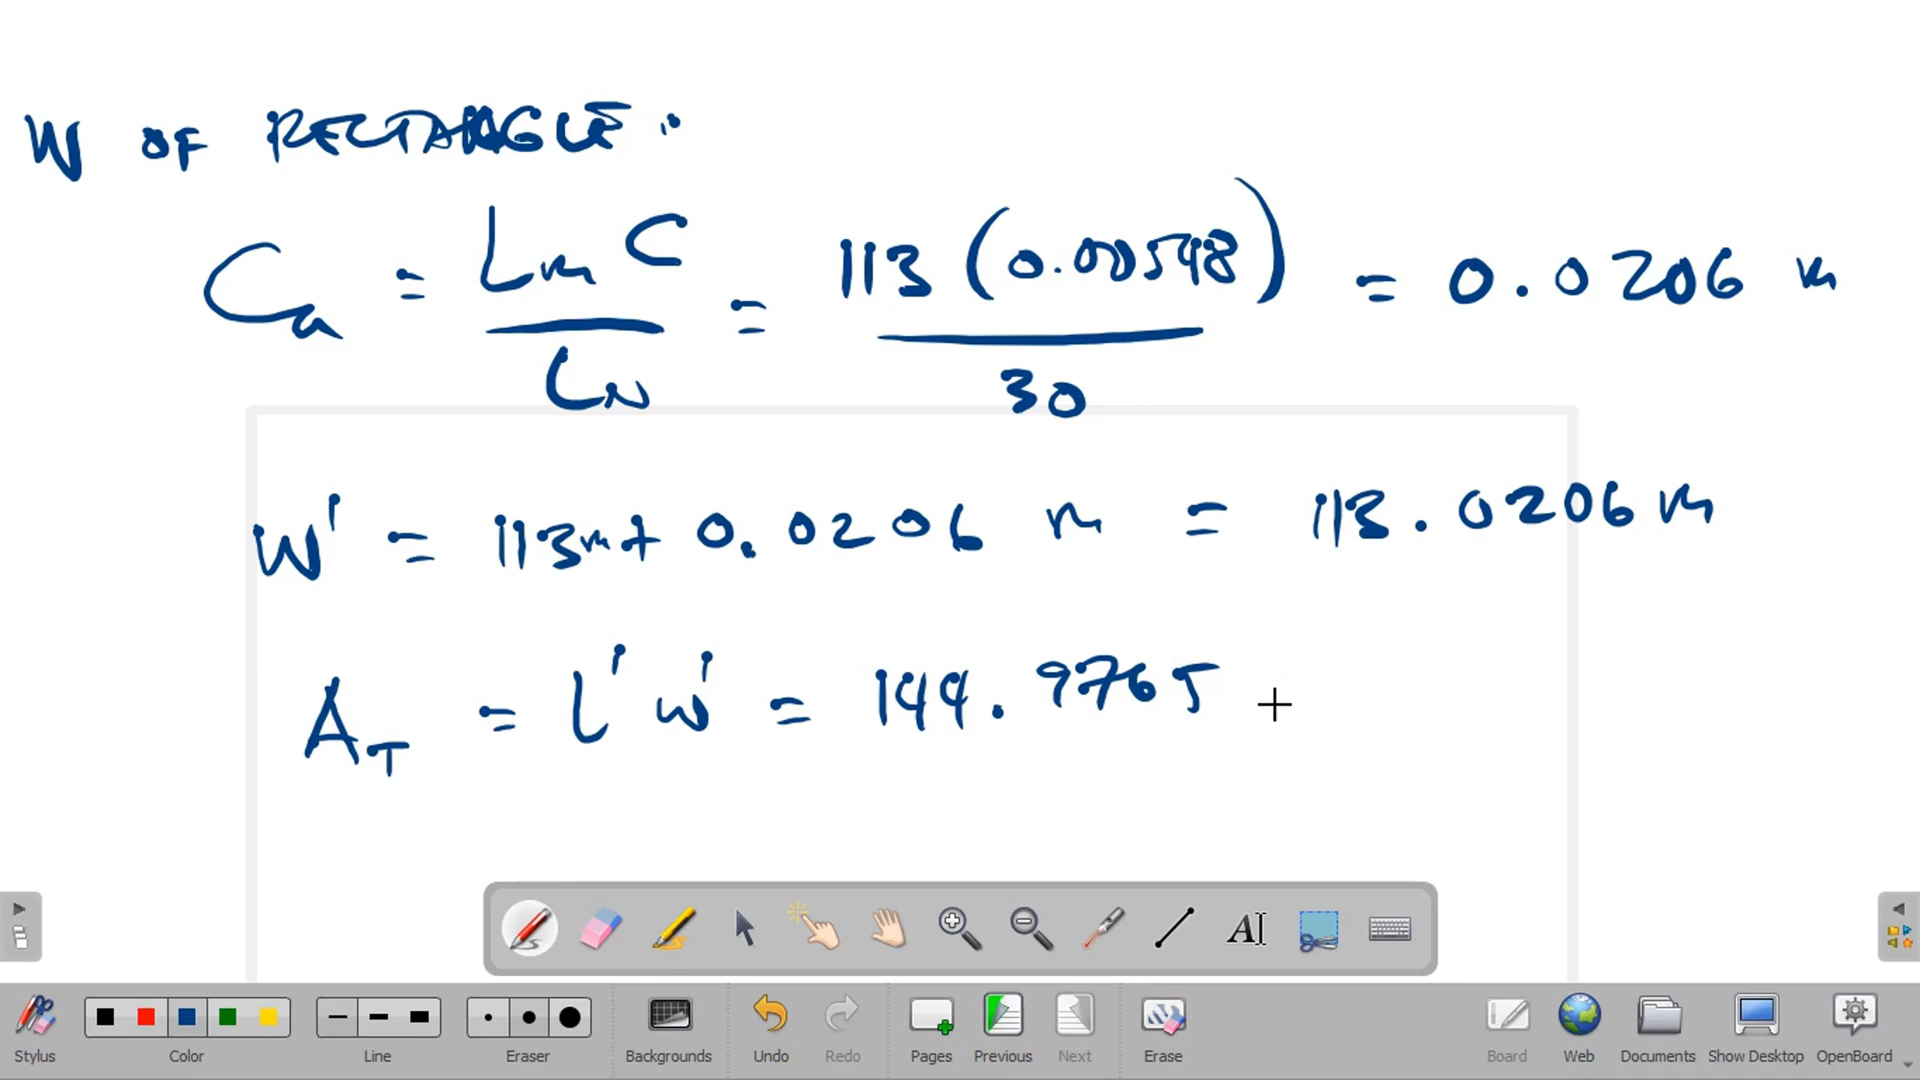 W OF RECTANGLE:
Ca = Lm C / LN = 113 (0.00548) / 30 = 0.0206 m
W' = 113m + 0.0206 m = 113.0206 m
AT = L' W' = 144.9765
Stylus Color Line Eraser Backgrounds Undo Redo Pages Previous Next Erase Board Web Documents Show Desktop OpenBoard